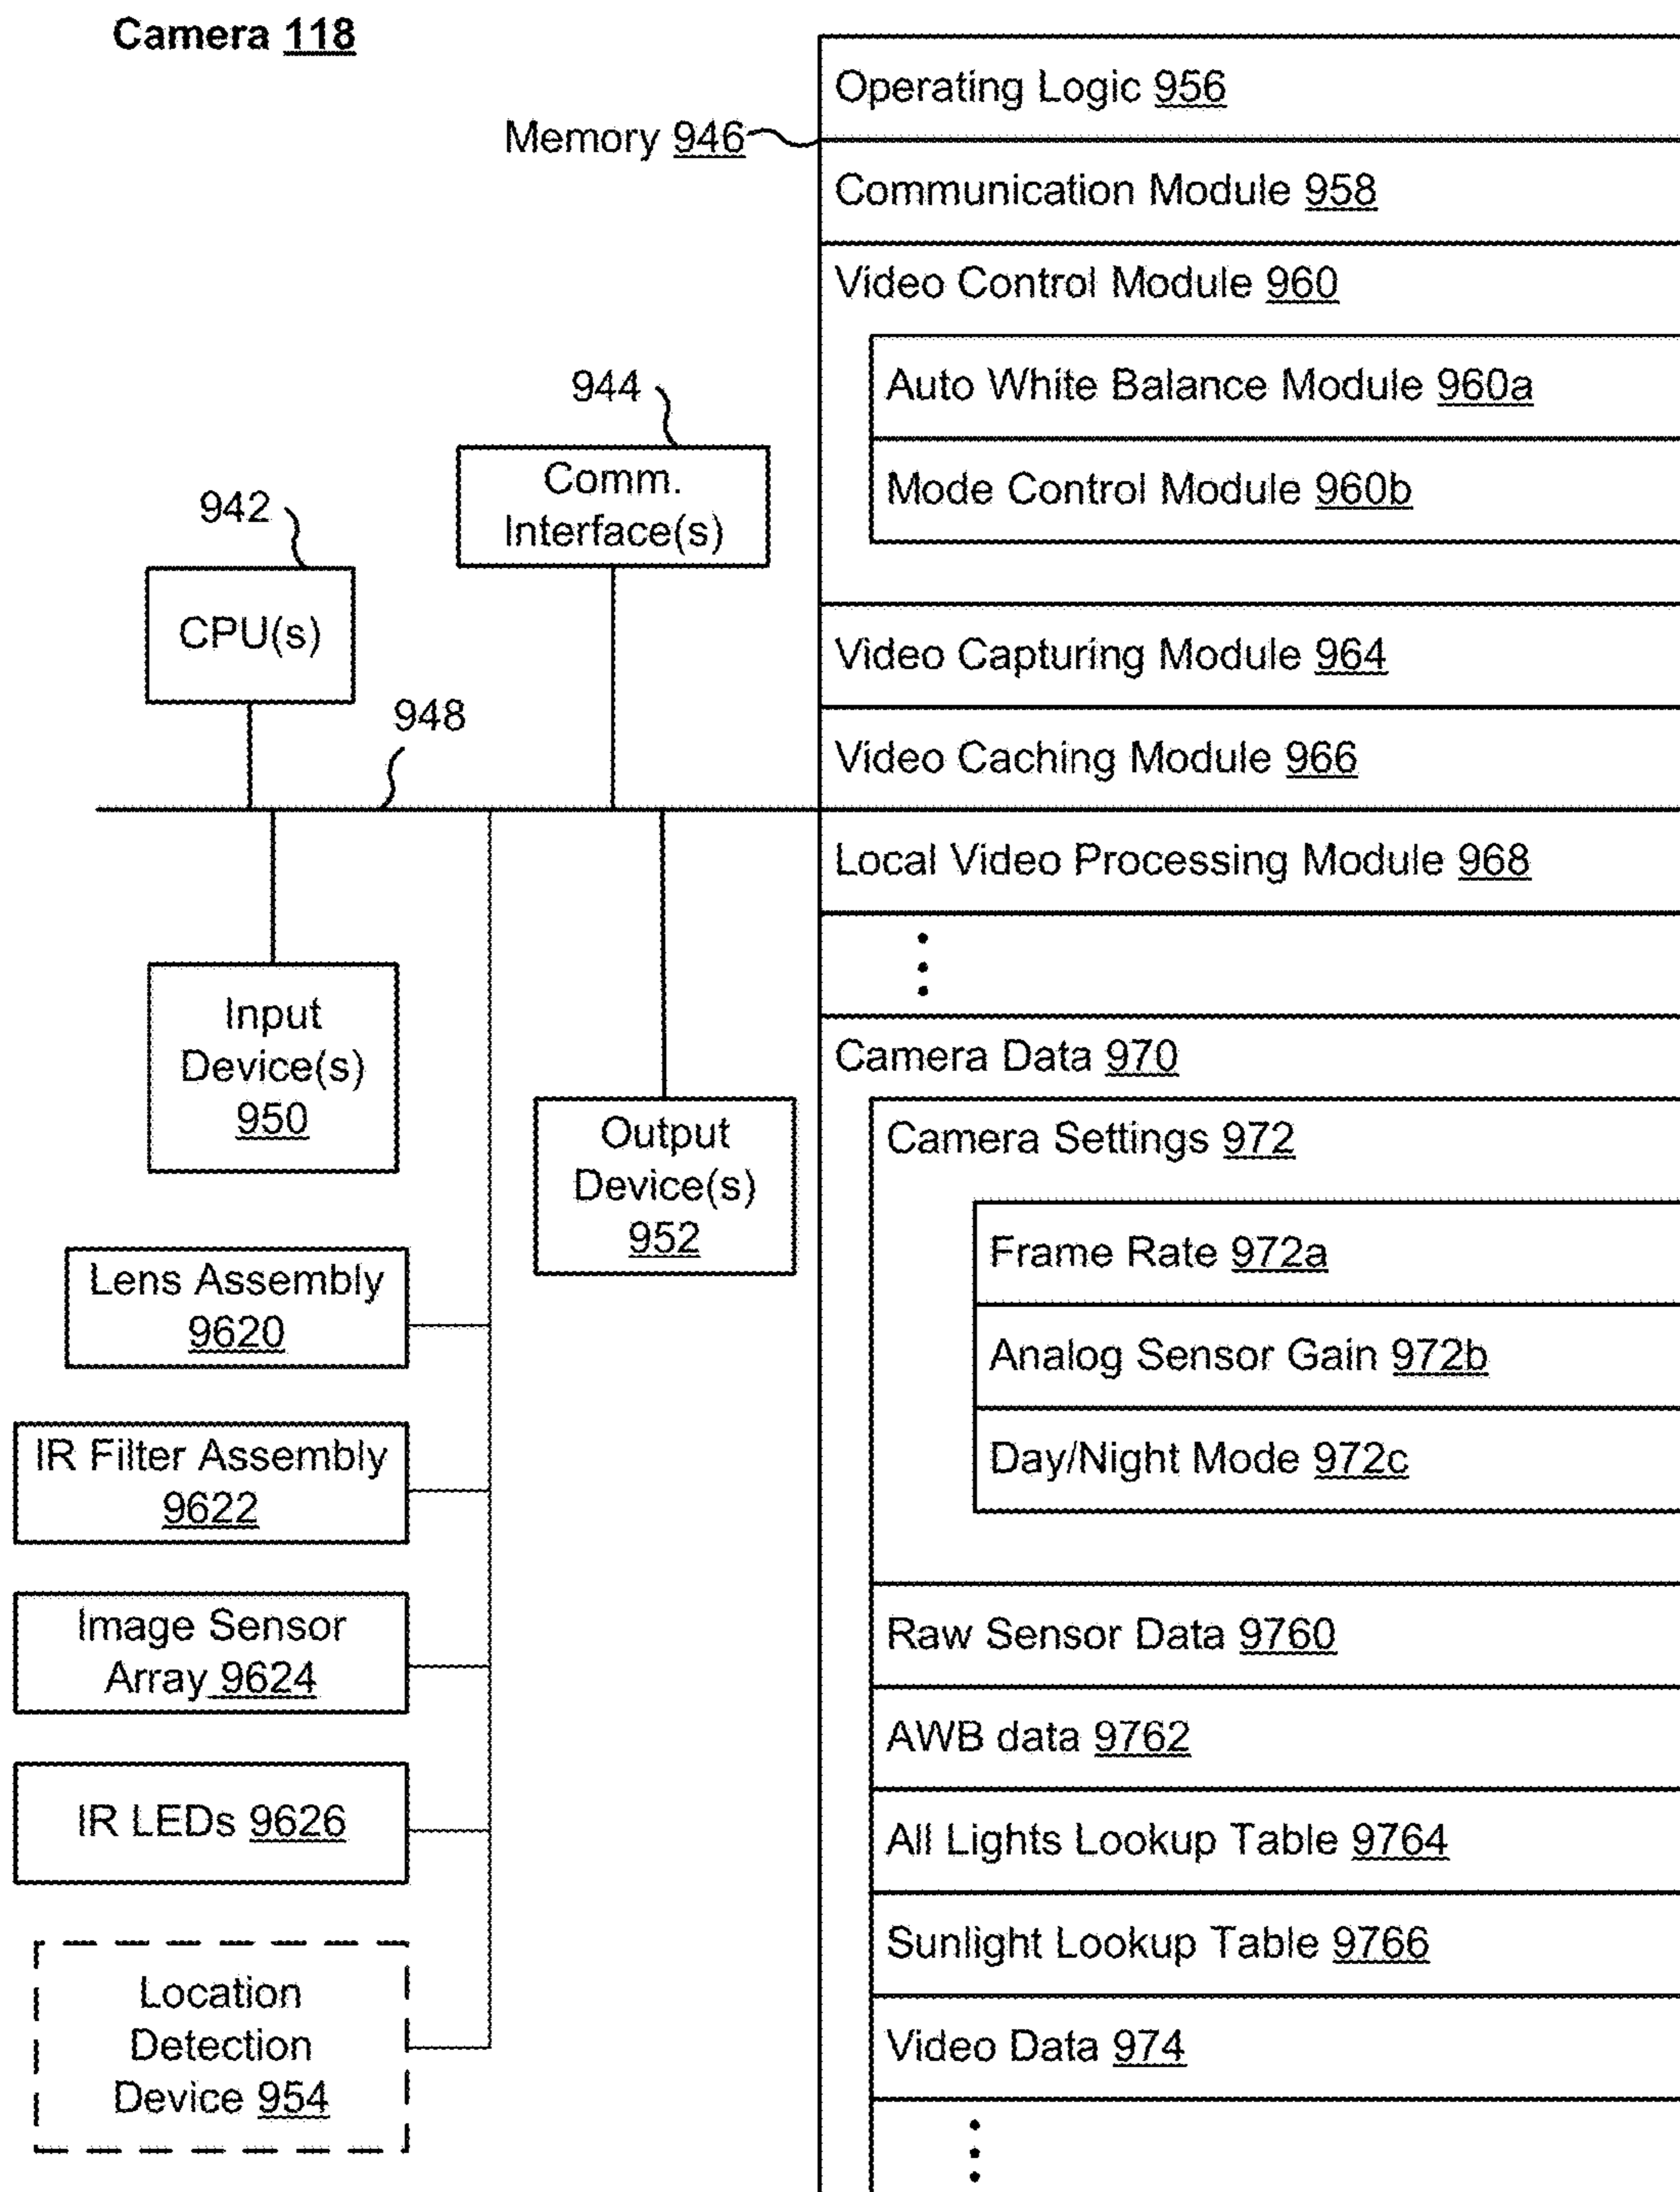 Camera 118
Memory 946
944
Comm.
Interface(s)
942
CPU(s)
948
Input
Device(s)
950
Output
Device(s)
952
Lens Assembly
9620
IR Filter Assembly
9622
Image Sensor
Array 9624
IR LEDs 9626
Location
Detection
Device 954
Operating Logic 956
Communication Module 958
Video Control Module 960
Auto White Balance Module 960a
Mode Control Module 960b
Video Capturing Module 964
Video Caching Module 966
Local Video Processing Module 968
Camera Data 970
Camera Settings 972
Frame Rate 972a
Analog Sensor Gain 972b
Day/Night Mode 972c
Raw Sensor Data 9760
AWB data 9762
All Lights Lookup Table 9764
Sunlight Lookup Table 9766
Video Data 974